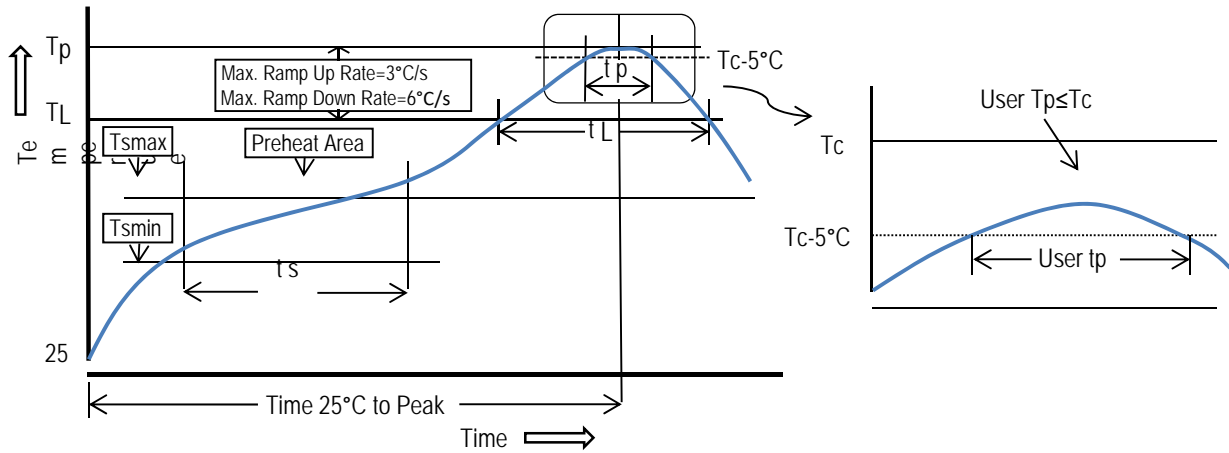 Tp
Max. Ramp Up Rate=3°C/s
Max. Ramp Down Rate=6°C/s
t p
Tc-5°C
TL
t L
Tsmax
Preheat Area
Tsmin
t s
25
Time 25°C to Peak
Time
User Tp≤Tc
Tc
Tc-5°C
User tp